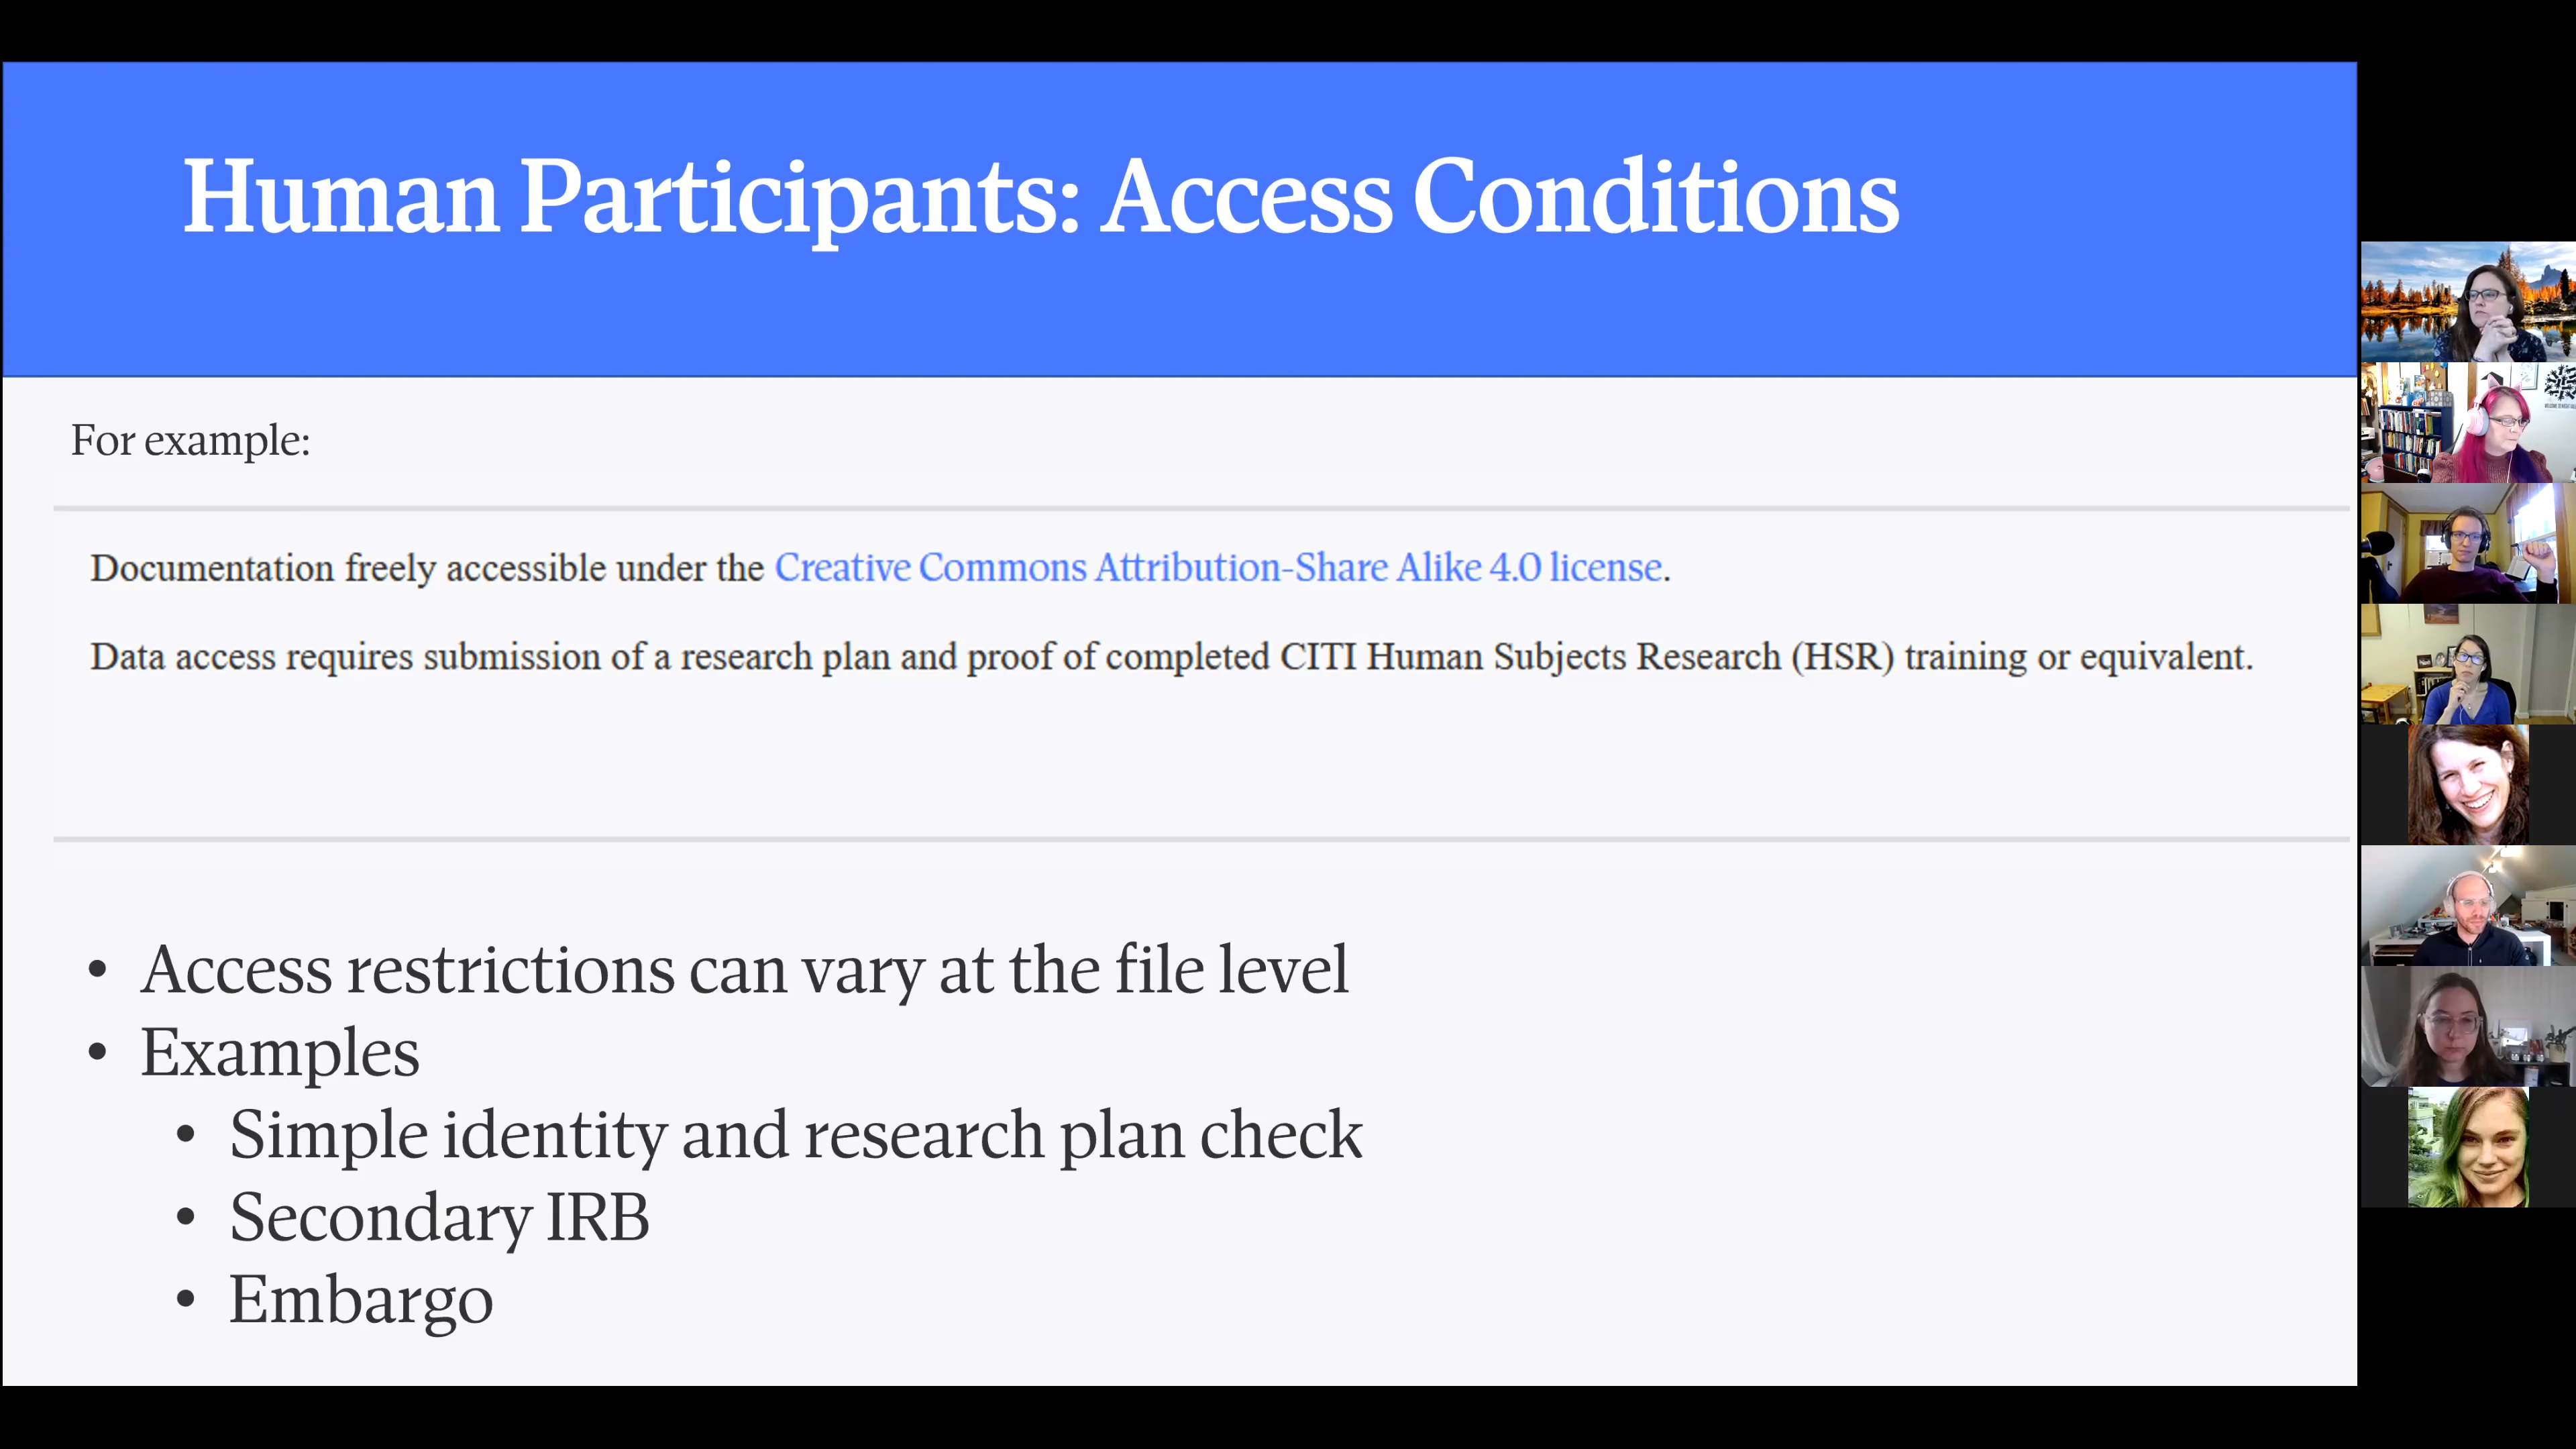 Human Participants: Access Conditions
For example:
Documentation freely accessible under the Creative Commons Attribution-Share Alike 4.0 license.
Data access requires submission of a research plan and proof of completed CITI Human Subjects Research (HSR) training or equivalent.
• Access restrictions can vary at the file level
• Examples
• Simple identity and research plan check
• Secondary IRB
• Embargo